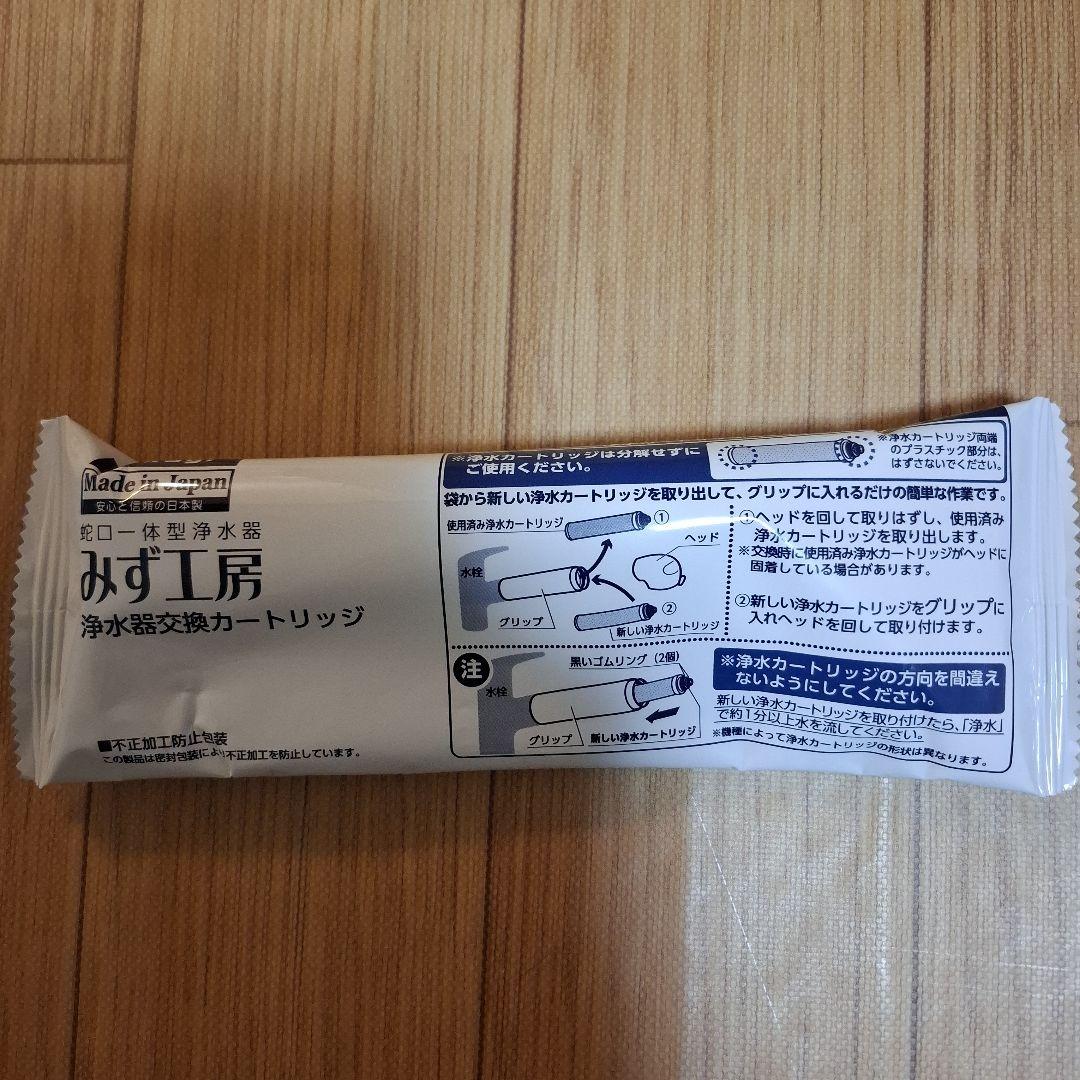 Made in Japan
安心と信頼の日本製
蛇口一体型浄水器
みず工房
浄水器交換カートリッジ
■不正加工防止包装
この製品は密封包装により不正加工を防止しています。
※浄水カートリッジは分解せずに
ご使用ください。
※浄水カートリッジ両端
のプラスチック部分は、
はずさないでください。
袋から新しい浄水カートリッジを取り出して、グリップに入れるだけの簡単な作業です。
使用済み浄水カートリッジ
①
ヘッド
水栓
グリップ
②
新しい浄水カートリッジ
①ヘッドを回して取りはずし、使用済み
浄水カートリッジを取り出します。
※交換時に使用済み浄水カートリッジがヘッドに
固着している場合があります。
②新しい浄水カートリッジをグリップに
入れヘッドを回して取り付けます。
注
黒いゴムリング（2個）
水栓
グリップ
新しい浄水カートリッジ
※浄水カートリッジの方向を間違え
ないようにしてください。
新しい浄水カートリッジを取り付けたら、「浄水」
で約1分以上水を流してください。
※機種によって浄水カートリッジの形状は異なります。